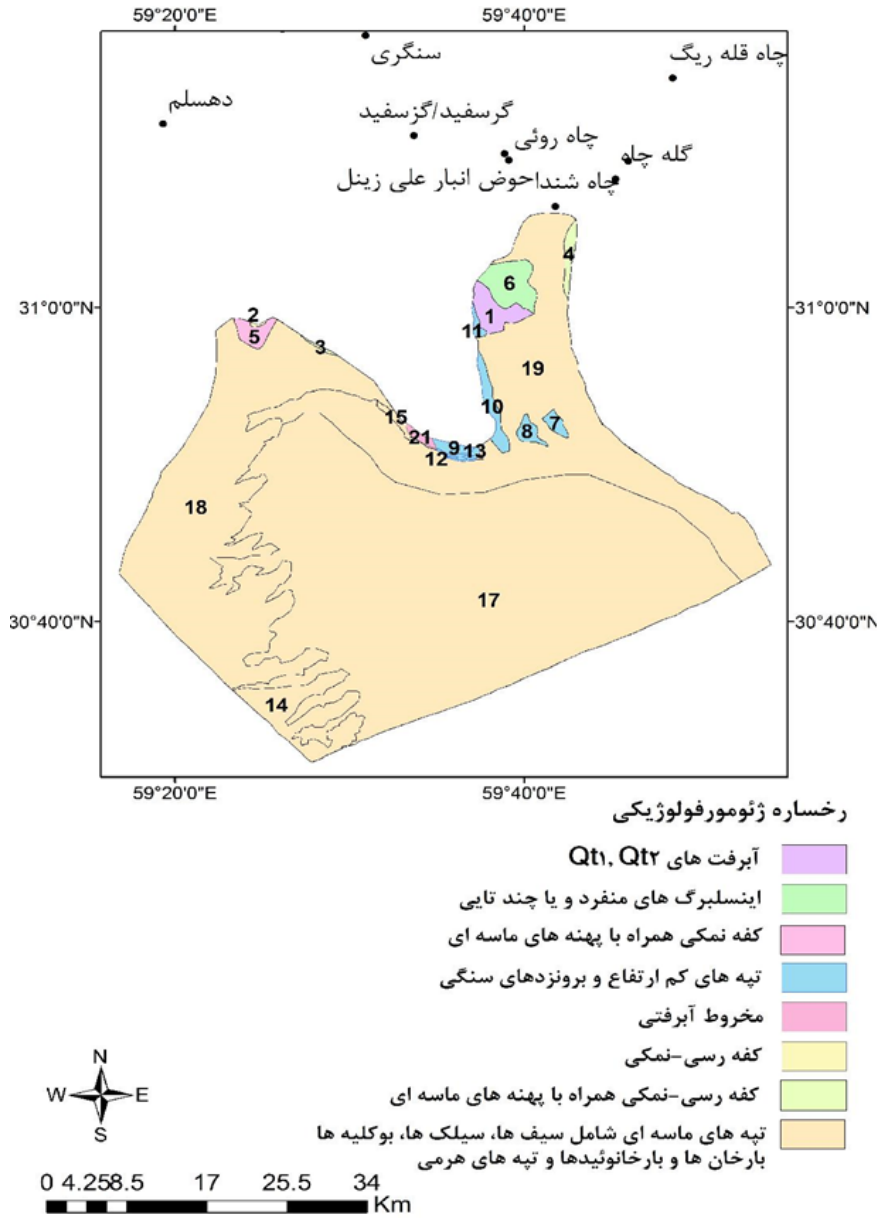 59°20'0"E 59°40'0"E
سنگری
چاه قله ریگ
دهسلم
گرسفید/گزسفید
چاه روئی
گله چاه
حوض انبار علی زینل
چاه شندا
4
6
31°0'0"N 31°0'0"N
1
2
11
5
3
19
10
15
7
21
8
9
13
12
18
17
30°40'0"N 30°40'0"N
14
59°20'0"E 59°40'0"E
رخساره ژئومورفولوژیکی
آبرفت های Qt۱, Qt۲
اینسلبرگ های منفرد و یا چند تایی
کفه نمکی همراه با پهنه های ماسه ای
تپه های کم ارتفاع و برونزدهای سنگی
مخروط آبرفتی
کفه رسی-نمکی
کفه رسی-نمکی همراه با پهنه های ماسه ای
تپه های ماسه ای شامل سیف ها، سیلک ها، بوکلیه ها
بارخان ها و بارخانوئیدها و تپه های هرمی
N
W E
S
0 4.25 8.5 17 25.5 34
Km